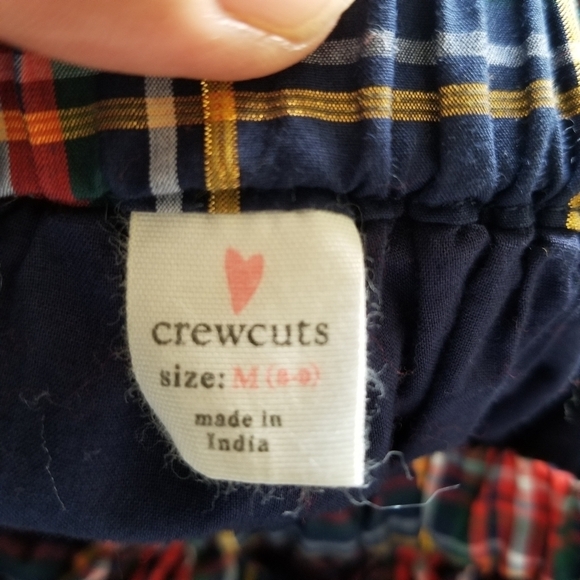 crewcuts
size: M (8-9)
made in
India